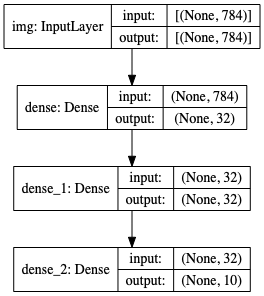 img: InputLayer
input: [(None, 784)]
output: [(None, 784)]
dense: Dense
input: (None, 784)
output: (None, 32)
dense_1: Dense
input: (None, 32)
output: (None, 32)
dense_2: Dense
input: (None, 32)
output: (None, 10)